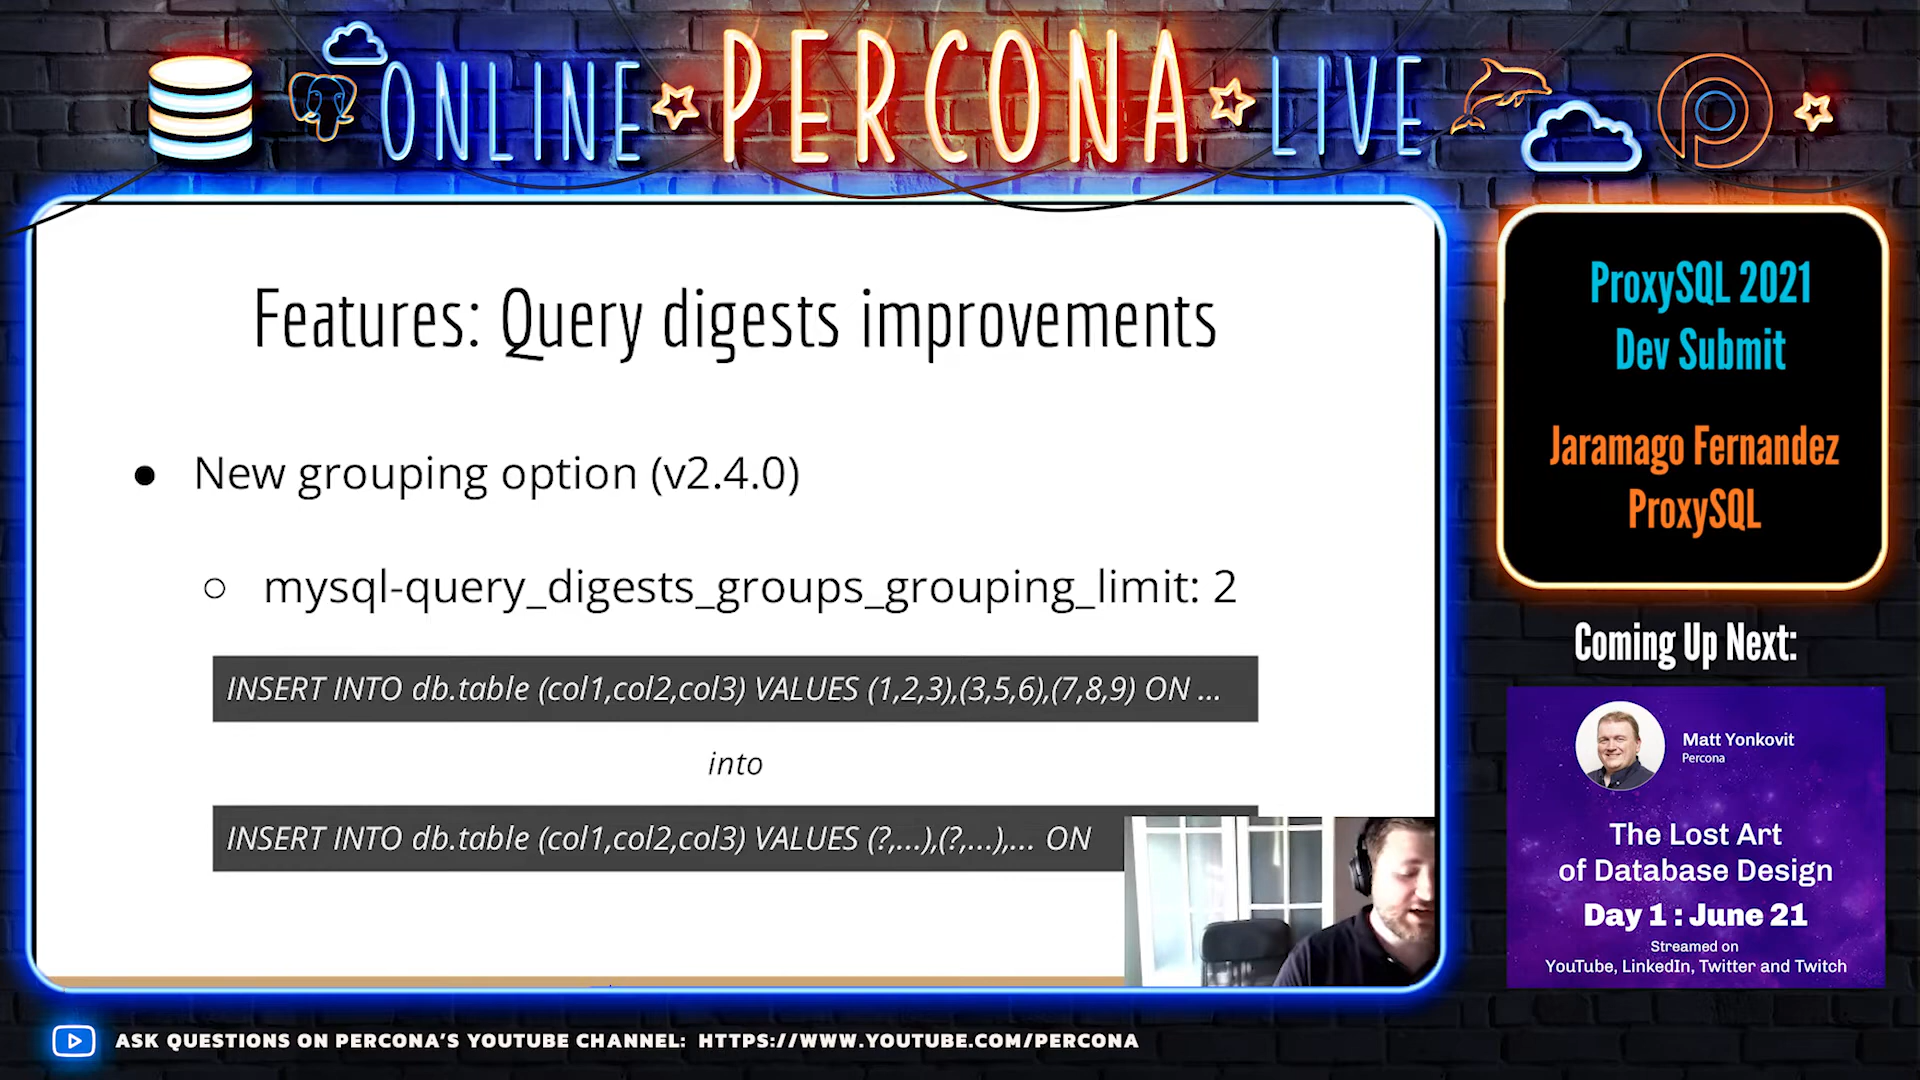 ONLINE PERCONA LIVE
Features: Query digests improvements
● New grouping option (v2.4.0)
○ mysql-query_digests_groups_grouping_limit: 2
INSERT INTO db.table (col1,col2,col3) VALUES (1,2,3),(3,5,6),(7,8,9) ON ...
into
INSERT INTO db.table (col1,col2,col3) VALUES (?,...),(?,...),... ON
ProxySQL 2021
Dev Submit
Jaramago Fernandez
ProxySQL
Coming Up Next:
Matt Yonkovit
Percona
The Lost Art
of Database Design
Day 1 : June 21
Streamed on
YouTube, LinkedIn, Twitter and Twitch
ASK QUESTIONS ON PERCONA'S YOUTUBE CHANNEL: HTTPS://WWW.YOUTUBE.COM/PERCONA